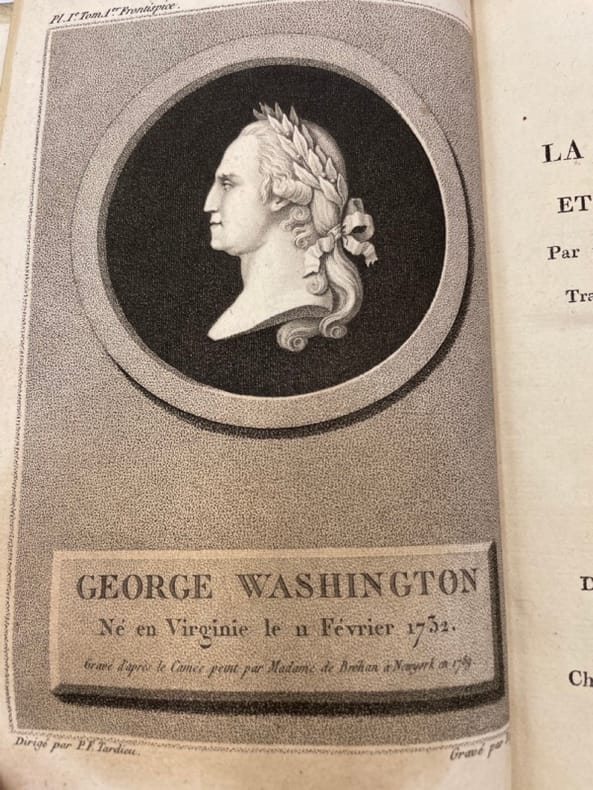 Pl. Ire Tom. Ier Frontispice.
GEORGE WASHINGTON
Né en Virginie le 11 Février 1732.
Gravé d'après le Camée peint par Madame de Bréhan à Newyork en 1789.
Dirigé par P. F. Tardieu.
Gravé par
LA
ET
Par
Tra
D
Ch